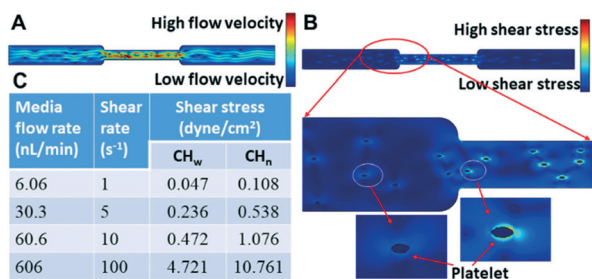 A
High flow velocity
Low flow velocity
B
High shear stress
Low shear stress
Platelet
C
Media flow rate (nL/min)
Shear rate (s⁻¹)
Shear stress (dyne/cm²)
CHw CHn
6.06 1 0.047 0.108
30.3 5 0.236 0.538
60.6 10 0.472 1.076
606 100 4.721 10.761